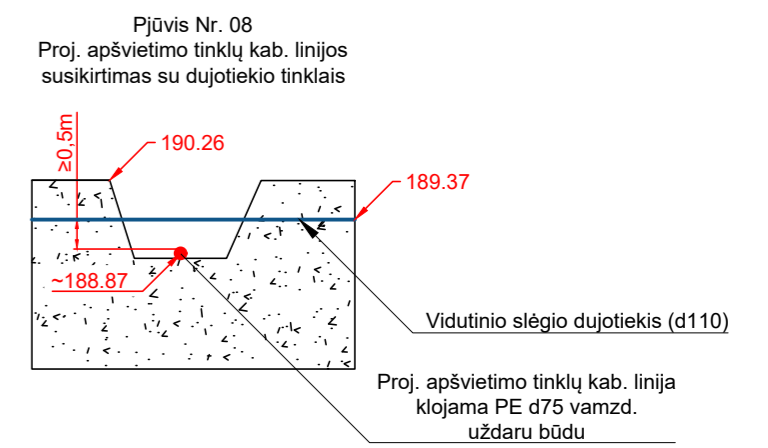 Pjūvis Nr. 08
Proj. apšvietimo tinklų kab. linijos
susikirtimas su dujotiekio tinklais
≥0,5m
190.26
189.37
~188.87
Vidutinio slėgio dujotiekis (d110)
Proj. apšvietimo tinklų kab. linija
klojama PE d75 vamzd.
uždaru būdu